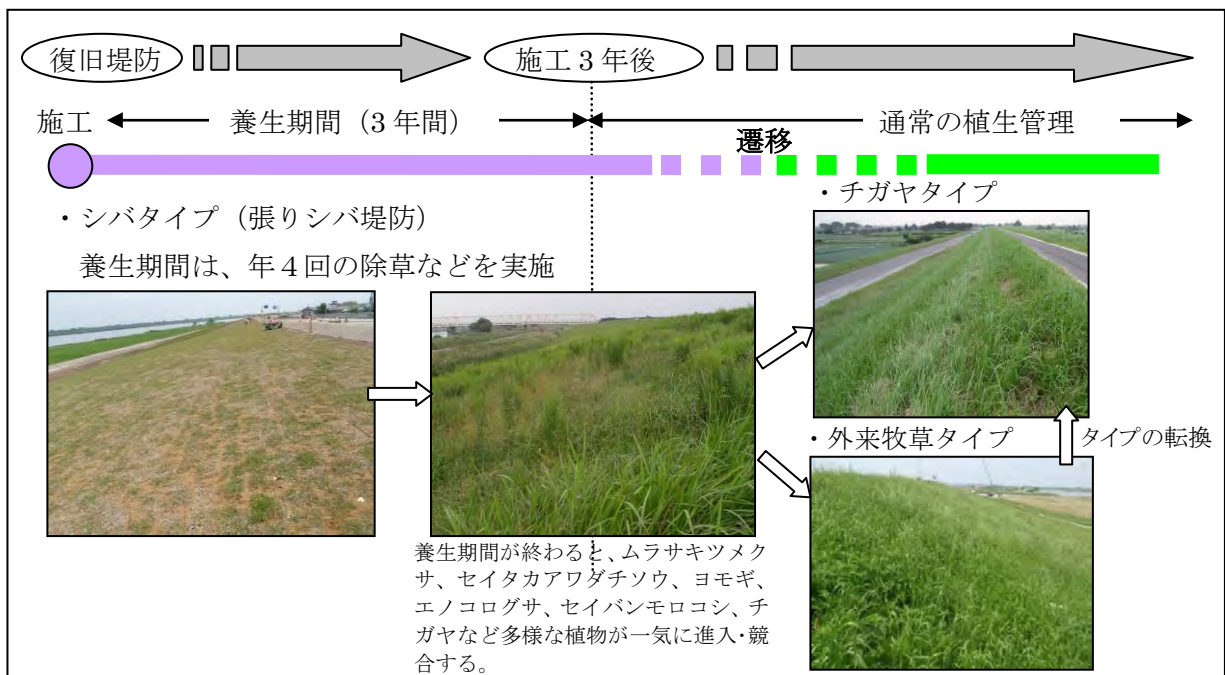 復旧堤防
施工3年後
施工
養生期間（3年間）
通常の植生管理
遷移
・シバタイプ（張りシバ堤防）
養生期間は、年４回の除草などを実施
・チガヤタイプ
・外来牧草タイプ
タイプの転換
養生期間が終わると、ムラサキツメク
サ、セイタカアワダチソウ、ヨモギ、
エノコログサ、セイバンモロコシ、チ
ガヤなど多様な植物が一気に進入・競
合する。